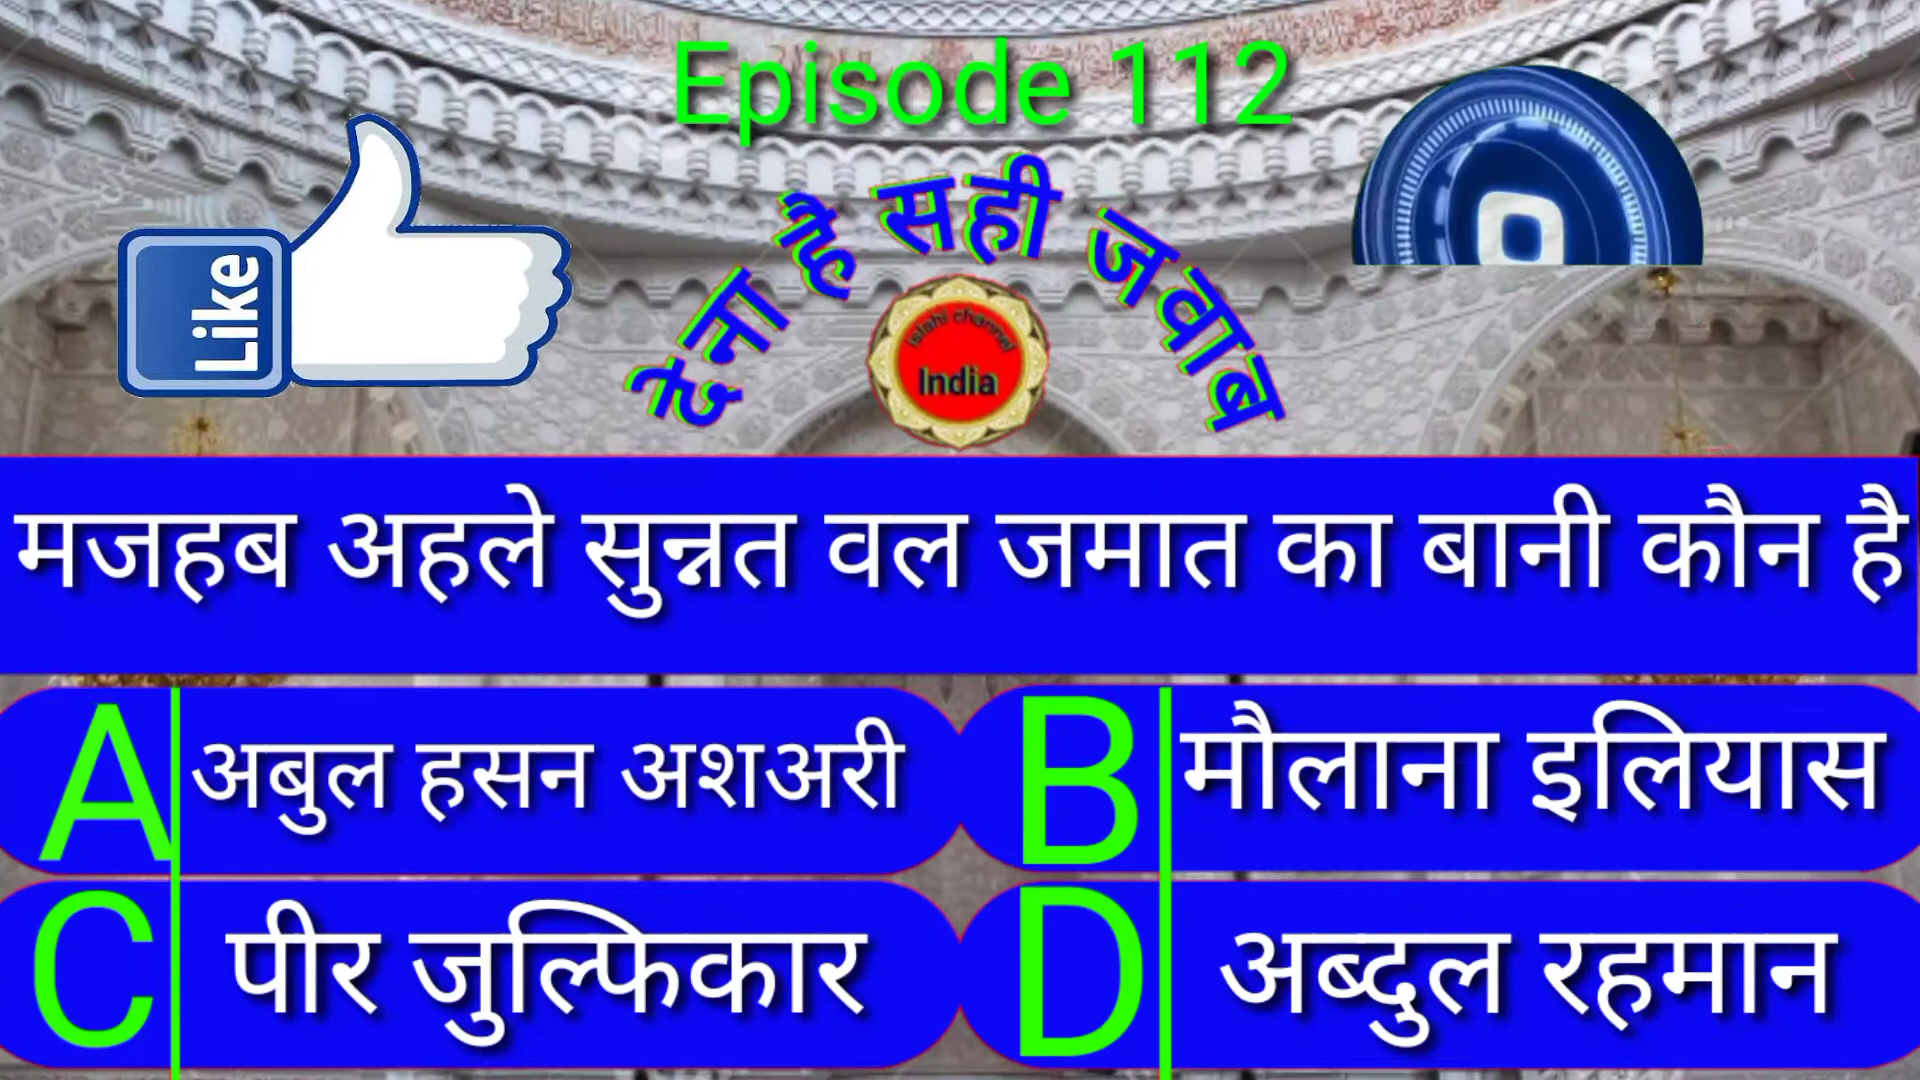 Episode 112
Like
दूना है सही जवाब
islahi channel
India
मजहब अहले सुन्नत वल जमात का बानी कौन है
A अबुल हसन अशअरी
B मौलाना इलियास
C पीर जुल्फिकार
D अब्दुल रहमान